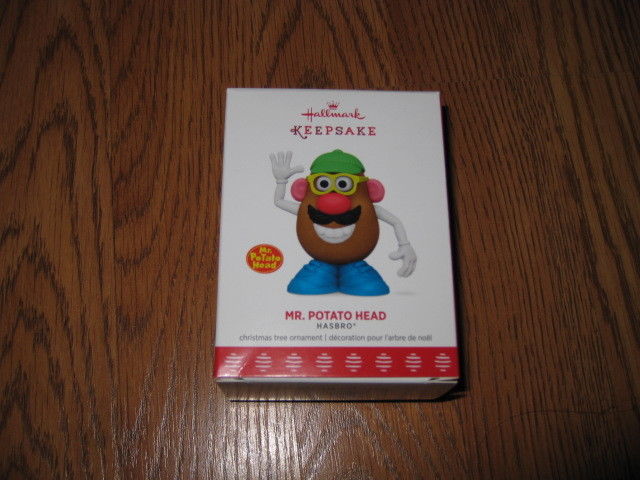 Hallmark
KEEPSAKE
Mr.
PoTaTo
Head
MR. POTATO HEAD
HASBRO®
christmas tree ornament | décoration pour l'arbre de noël